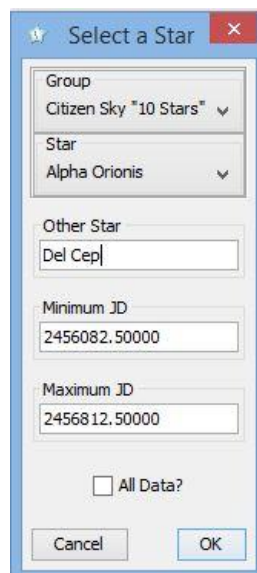 Select a Star
Group
Citizen Sky "10 Stars"
Star
Alpha Orionis
Other Star
Del Cep
Minimum JD
2456082.50000
Maximum JD
2456812.50000
All Data?
Cancel OK